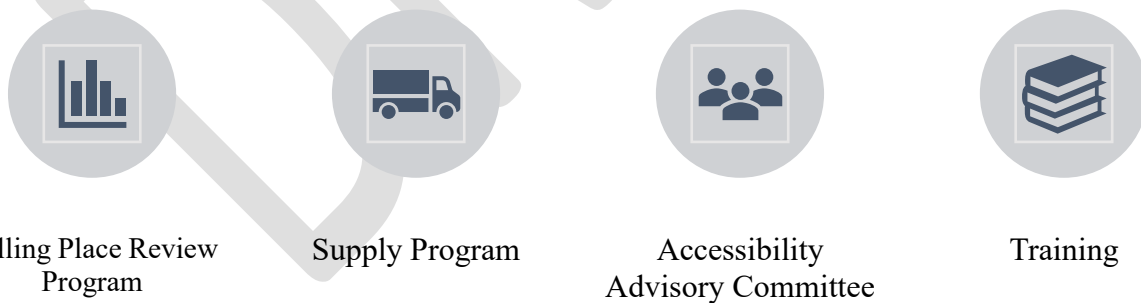 lling Place Review
Program
Supply Program
Accessibility
Advisory Committee
Training